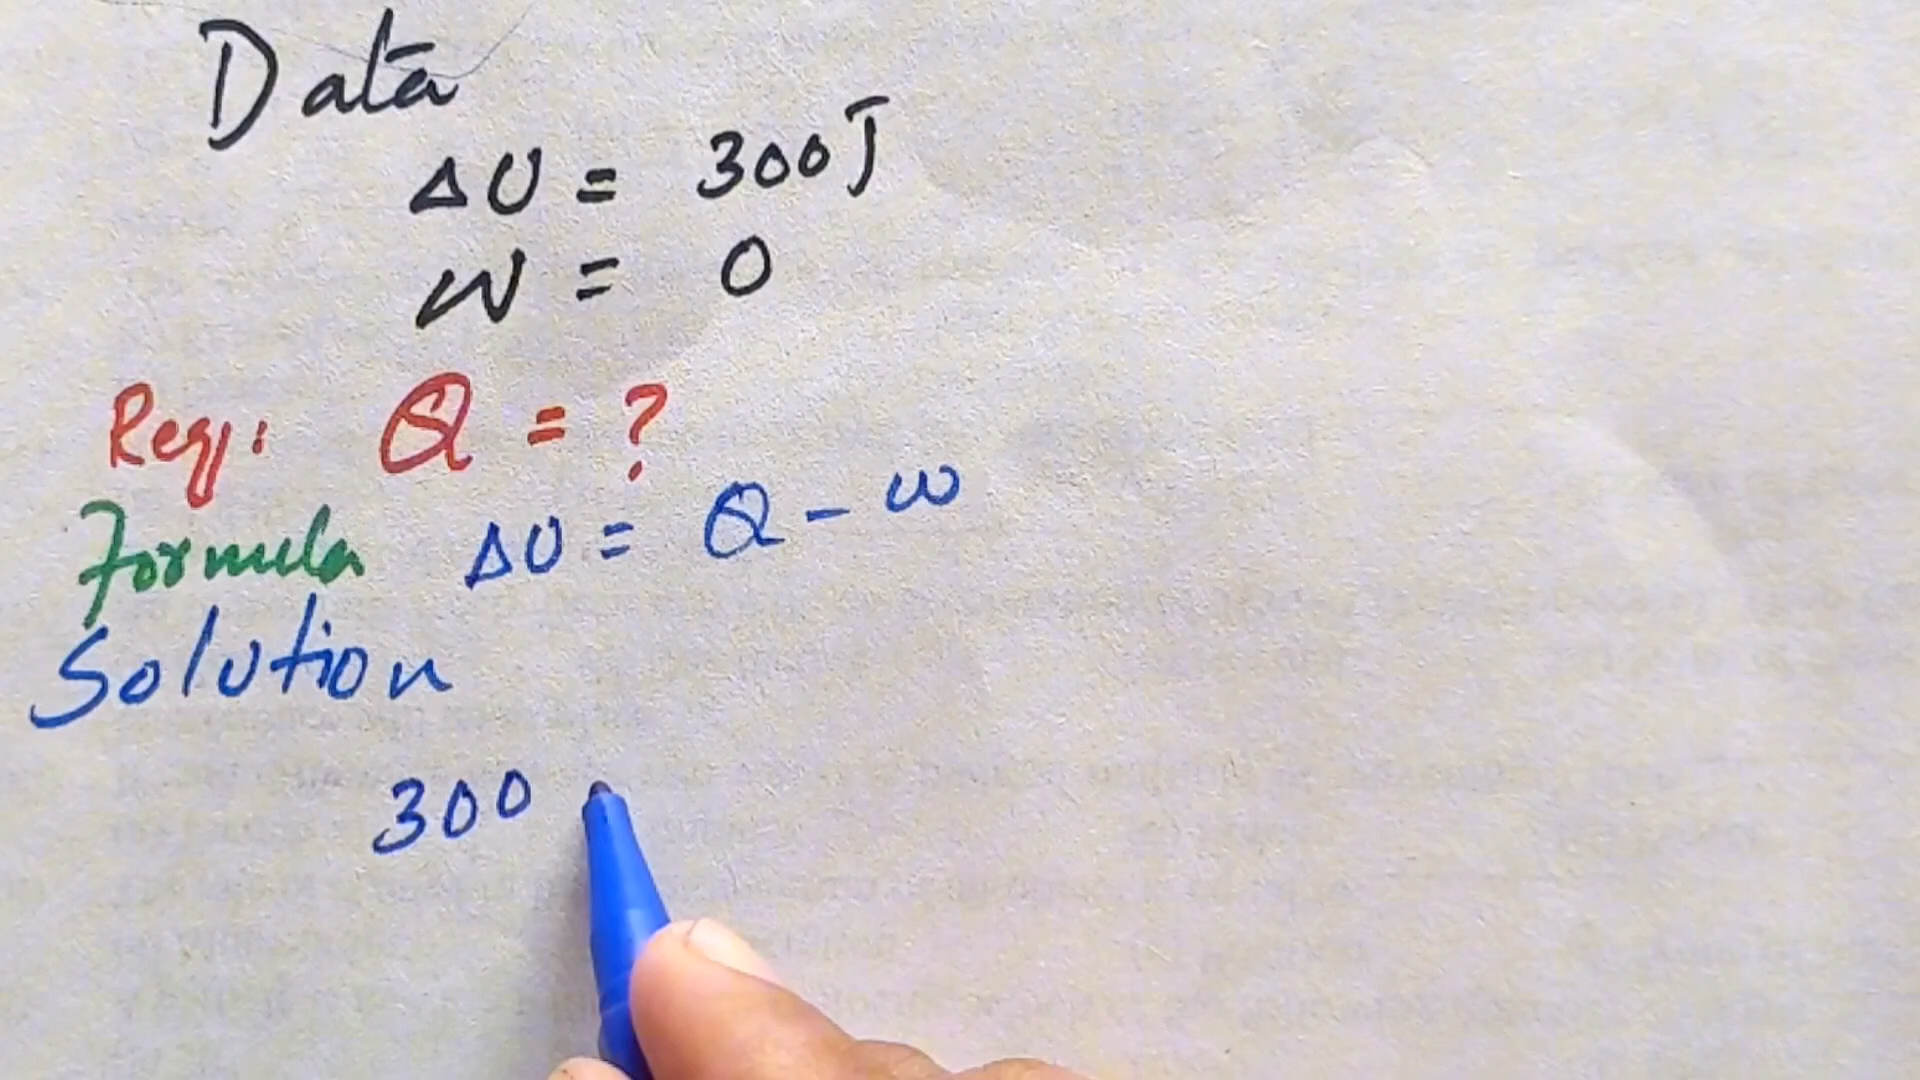 Data
ΔU = 300J
W = 0
Req: Q = ?
Formula ΔU = Q - W
Solution
300